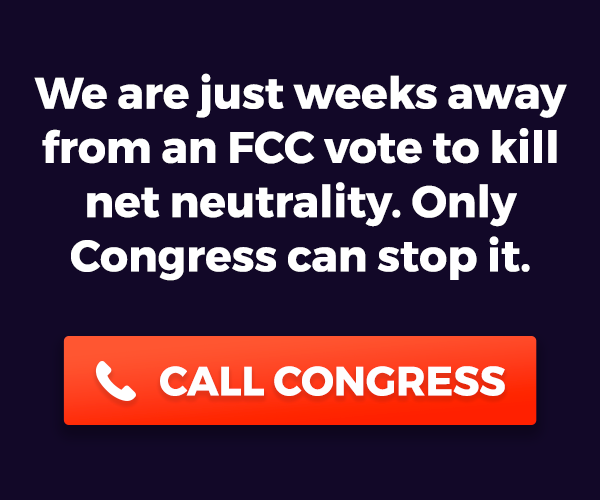 We are just weeks away
from an FCC vote to kill
net neutrality. Only
Congress can stop it.
CALL CONGRESS